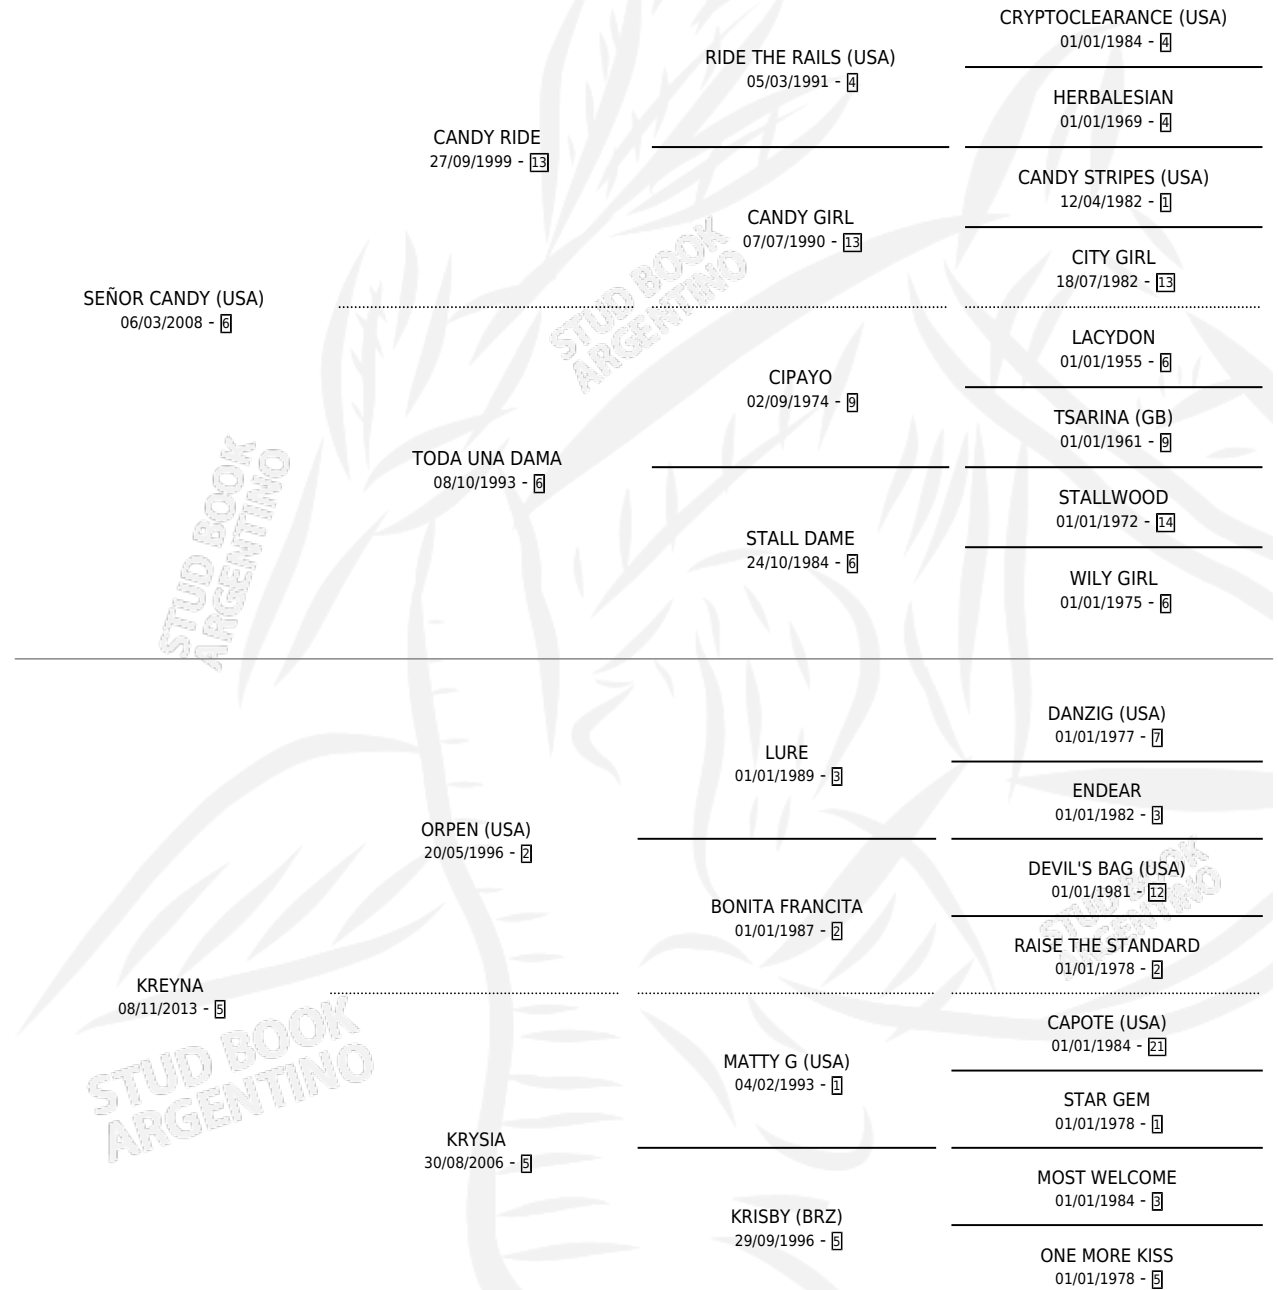 CRYPTOCLEARANCE (USA)
01/01/1984 - 4
RIDE THE RAILS (USA)
05/03/1991 - 4
HERBALESIAN
01/01/1969 - 4
CANDY RIDE
27/09/1999 - 13
CANDY STRIPES (USA)
12/04/1982 - 1
CANDY GIRL
07/07/1990 - 13
CITY GIRL
18/07/1982 - 13
SEÑOR CANDY (USA)
06/03/2008 - 6
LACYDON
01/01/1955 - 6
CIPAYO
02/09/1974 - 9
TSARINA (GB)
01/01/1961 - 9
TODA UNA DAMA
08/10/1993 - 6
STALLWOOD
01/01/1972 - 14
STALL DAME
24/10/1984 - 6
WILY GIRL
01/01/1975 - 6
DANZIG (USA)
01/01/1977 - 7
LURE
01/01/1989 - 3
ENDEAR
01/01/1982 - 3
ORPEN (USA)
20/05/1996 - 2
DEVIL'S BAG (USA)
01/01/1981 - 12
BONITA FRANCITA
01/01/1987 - 2
RAISE THE STANDARD
01/01/1978 - 2
KREYNA
08/11/2013 - 5
CAPOTE (USA)
01/01/1984 - 21
MATTY G (USA)
04/02/1993 - 1
STAR GEM
01/01/1978 - 1
KRYSIA
30/08/2006 - 5
MOST WELCOME
01/01/1984 - 3
KRISBY (BRZ)
29/09/1996 - 5
ONE MORE KISS
01/01/1978 - 5
STUD BOOK
ARGENTINO
STUD BOOK
ARGENTINO
STUD BOOK
ARGENTINO
STUD BOOK
ARGENTINO